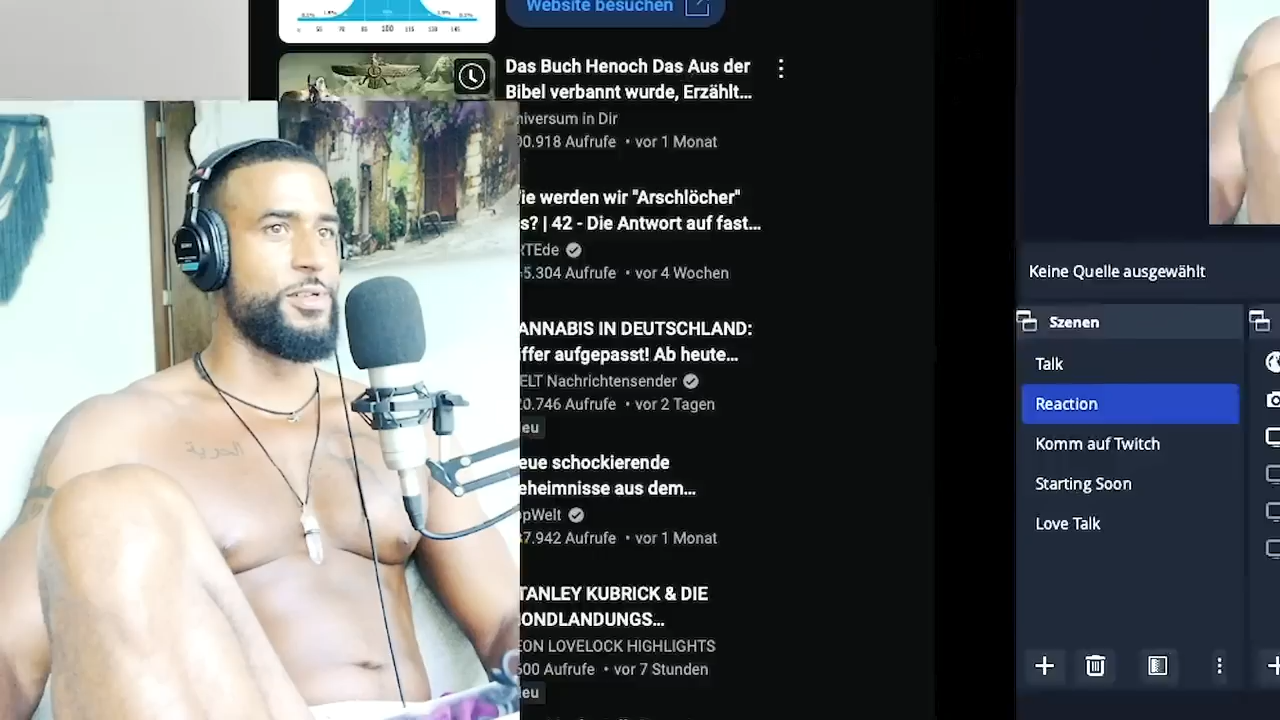 Website besuchen
Das Buch Henoch Das Aus der
Bibel verbannt wurde, Erzählt...
niversum in Dir
00.918 Aufrufe • vor 1 Monat
ie werden wir "Arschlöcher"
s? | 42 - Die Antwort auf fast...
RTEde
5.304 Aufrufe • vor 4 Wochen
ANNABIS IN DEUTSCHLAND:
iffer aufgepasst! Ab heute...
ELT Nachrichtensender
20.746 Aufrufe • vor 2 Tagen
eu
eue schockierende
eheimnisse aus dem...
opWelt
37.942 Aufrufe • vor 1 Monat
TANLEY KUBRICK & DIE
ONDLANDUNGS...
EON LOVELOCK HIGHLIGHTS
600 Aufrufe • vor 7 Stunden
eu
Keine Quelle ausgewählt
Szenen
Talk
Reaction
Komm auf Twitch
Starting Soon
Love Talk